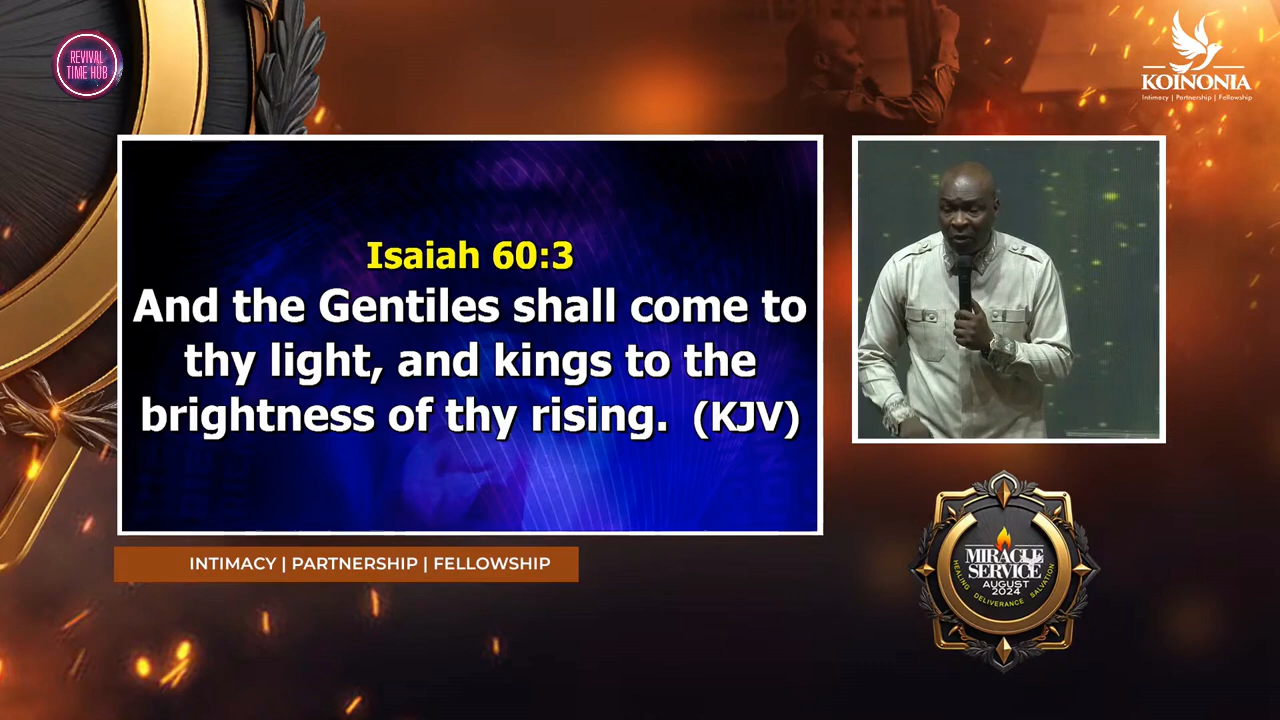 REVIVAL
TIME HUB
KOINONIA
Intimacy | Partnership | Fellowship
Isaiah 60:3
And the Gentiles shall come to
thy light, and kings to the
brightness of thy rising. (KJV)
INTIMACY | PARTNERSHIP | FELLOWSHIP
MIRACLE
SERVICE
AUGUST
2024
HEALING DELIVERANCE SALVATION